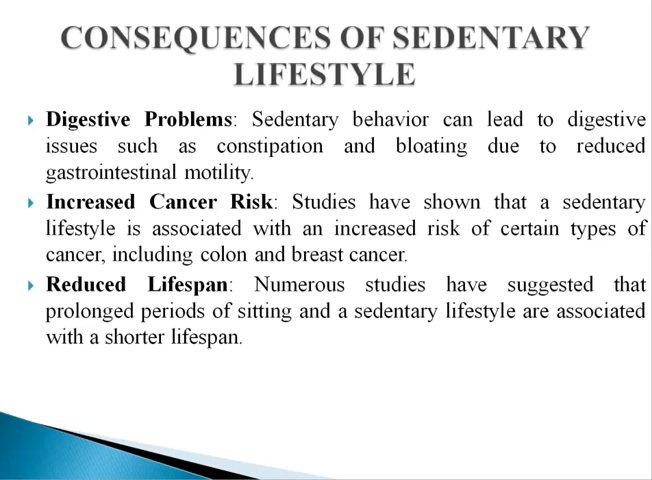 CONSEQUENCES OF SEDENTARY
LIFESTYLE
Digestive Problems: Sedentary behavior can lead to digestive
issues such as constipation and bloating due to reduced
gastrointestinal motility.
Increased Cancer Risk: Studies have shown that a sedentary
lifestyle is associated with an increased risk of certain types of
cancer, including colon and breast cancer.
Reduced Lifespan: Numerous studies have suggested that
prolonged periods of sitting and a sedentary lifestyle are associated
with a shorter lifespan.